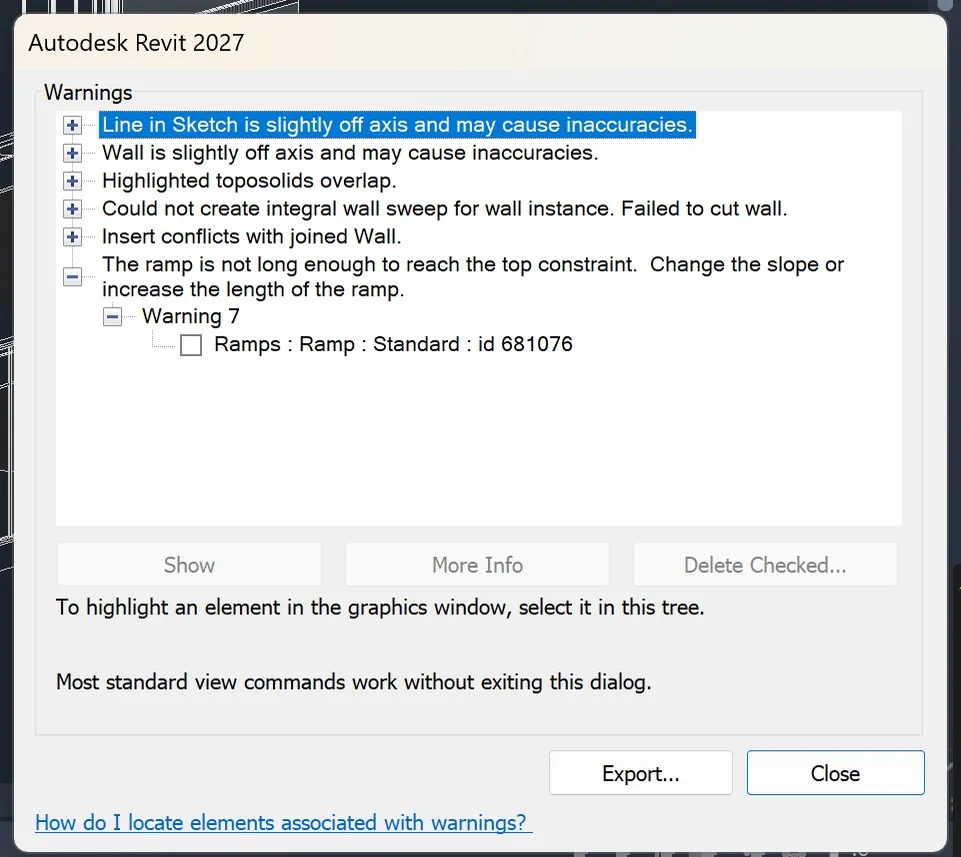 Autodesk Revit 2027
Warnings
Line in Sketch is slightly off axis and may cause inaccuracies.
Wall is slightly off axis and may cause inaccuracies.
Highlighted toposolids overlap.
Could not create integral wall sweep for wall instance. Failed to cut wall.
Insert conflicts with joined Wall.
The ramp is not long enough to reach the top constraint.  Change the slope or
increase the length of the ramp.
Warning 7
Ramps : Ramp : Standard : id 681076
Show
More Info
Delete Checked...
To highlight an element in the graphics window, select it in this tree.
Most standard view commands work without exiting this dialog.
Export...
Close
How do I locate elements associated with warnings?